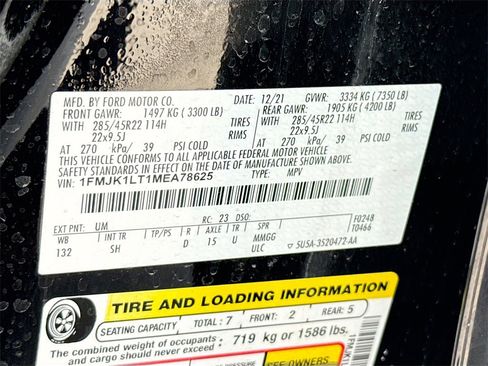 MFD. BY FORD MOTOR CO.
DATE: 12/21 GVWR: 3334 KG (7350 LB)
FRONT GAWR: 1497 KG (3300 LB) REAR GAWR: 1905 KG (4200 LB)
WITH 285/45R22 114H TIRES WITH 285/45R22 114H TIRES
22x9.5J RIMS 22x9.5J RIMS
AT 270 kPa/ 39 PSI COLD AT 270 kPa/ 39 PSI COLD
THIS VEHICLE CONFORMS TO ALL APPLICABLE FEDERAL MOTOR VEHICLE
SAFETY STANDARDS IN EFFECT ON THE DATE OF MANUFACTURE SHOWN ABOVE.
VIN: 1FMJK1LT1MEA78625 TYPE: MPV
EXT PNT: UM RC: 23 DSO: F0248
WB INT TR TP/PS R AXLE TR SPR T0466
132 SH D 15 U MMGG
ULC 5USA-3520472-AA
TIRE AND LOADING INFORMATION
SEATING CAPACITY TOTAL: 7 FRONT: 2 REAR: 5
The combined weight of occupants and cargo should never exceed: 719 kg or 1586 lbs.
SEE OWNERS